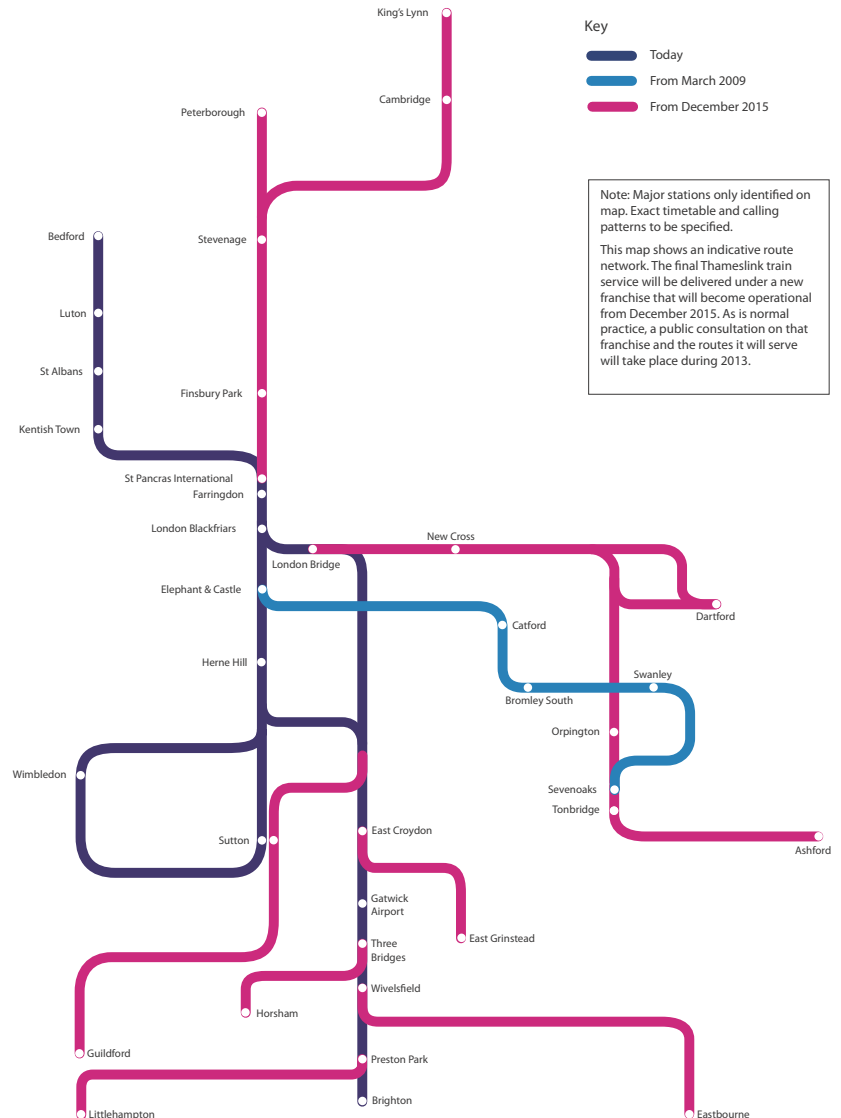 King's Lynn
Key
Today
From March 2009
From December 2015
Cambridge
Peterborough
Note: Major stations only identified on
map. Exact timetable and calling
patterns to be specified.
This map shows an indicative route
network. The final Thameslink train
service will be delivered under a new
franchise that will become operational
from December 2015. As is normal
practice, a public consultation on that
franchise and the routes it will serve
will take place during 2013.
Bedford
Stevenage
Luton
St Albans
Finsbury Park
Kentish Town
St Pancras International
Farringdon
London Blackfriars
New Cross
London Bridge
Elephant & Castle
Dartford
Catford
Herne Hill
Swanley
Bromley South
Orpington
Wimbledon
Sevenoaks
Tonbridge
East Croydon
Sutton
Ashford
Gatwick
Airport
East Grinstead
Three
Bridges
Wivelsfield
Horsham
Guildford
Preston Park
Brighton
Littlehampton
Eastbourne